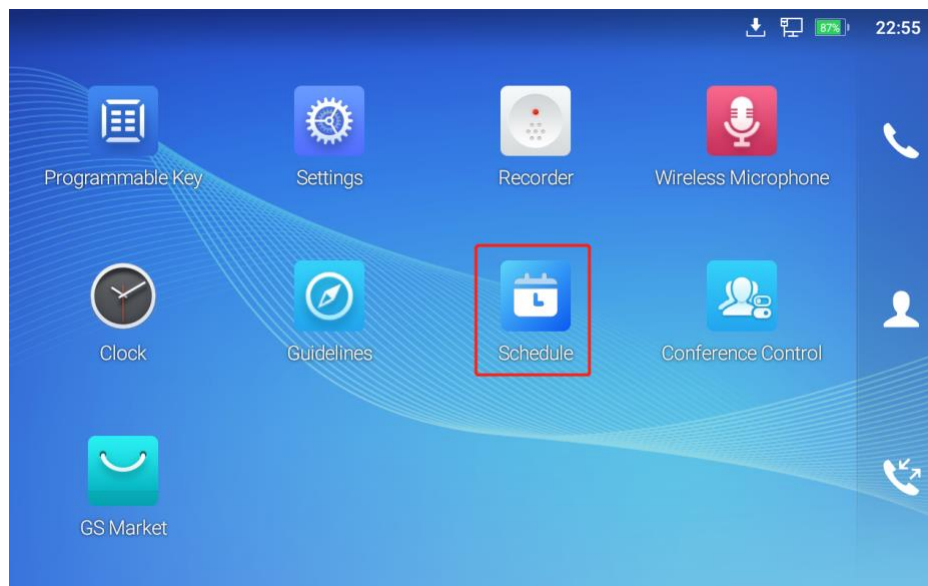 87% 22:55
Programmable Key Settings Recorder Wireless Microphone
Clock Guidelines Schedule Conference Control
GS Market